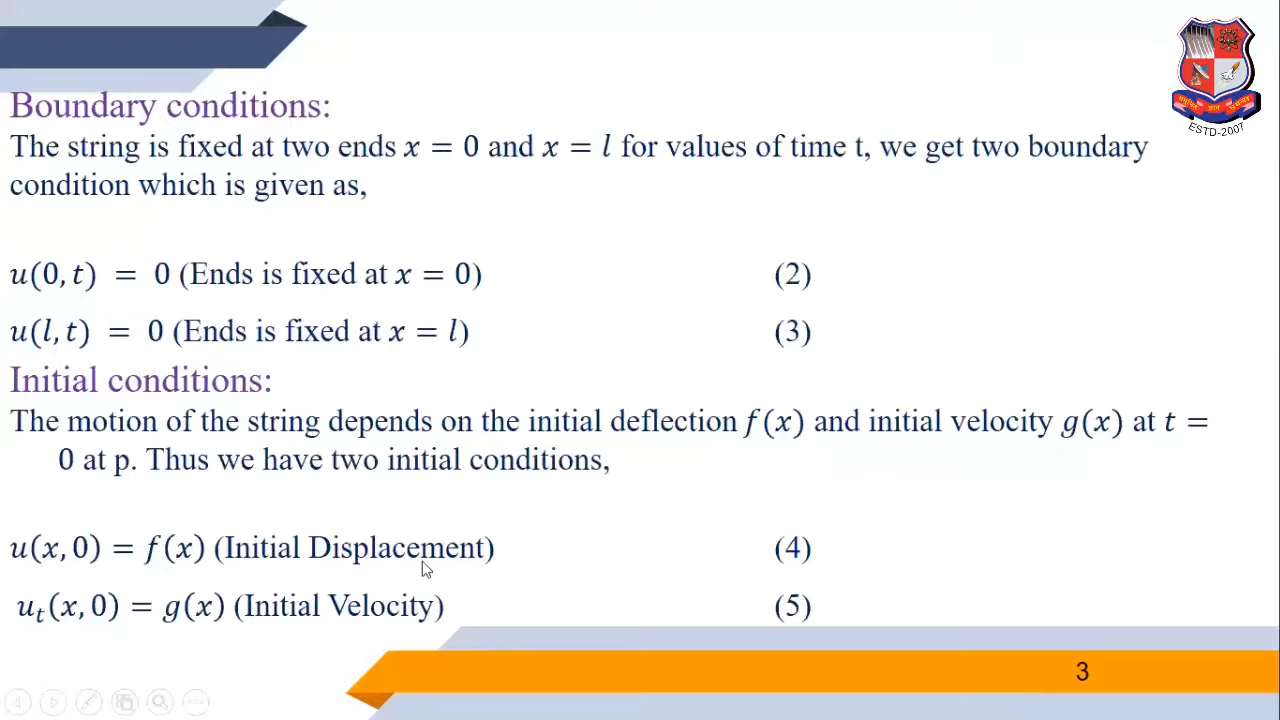 Boundary conditions:
The string is fixed at two ends x = 0 and x = l for values of time t, we get two boundary
condition which is given as,
u(0, t) = 0 (Ends is fixed at x = 0) (2)
u(l, t) = 0 (Ends is fixed at x = l) (3)
Initial conditions:
The motion of the string depends on the initial deflection f(x) and initial velocity g(x) at t =
0 at p. Thus we have two initial conditions,
u(x, 0) = f(x) (Initial Displacement) (4)
uₜ(x, 0) = g(x) (Initial Velocity) (5)
3
ESTD-2007